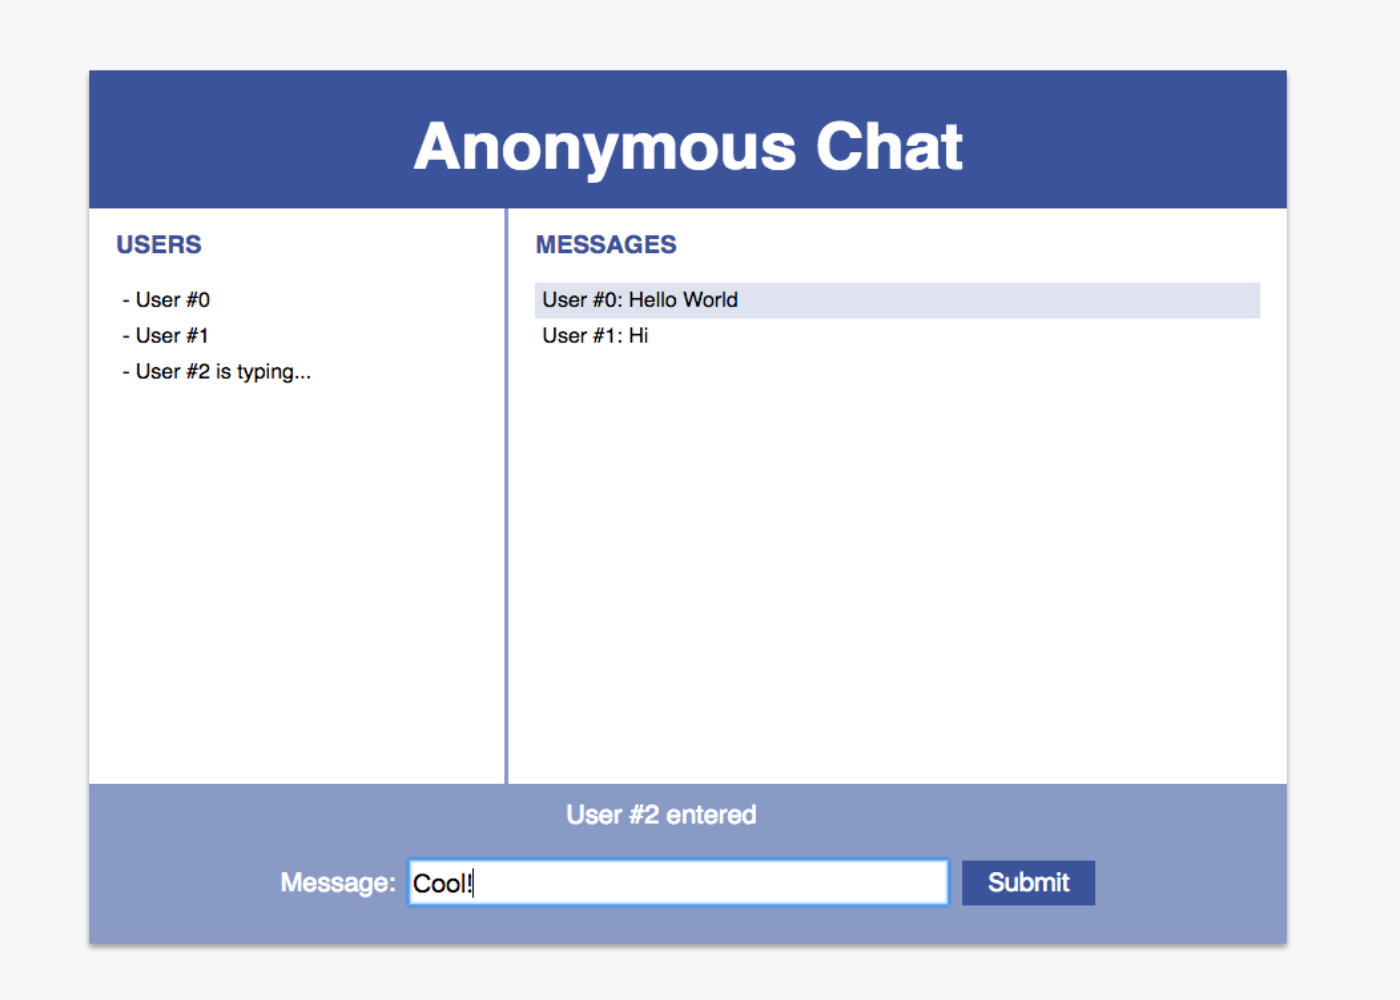 Anonymous Chat
USERS
- User #0
- User #1
- User #2 is typing...
MESSAGES
User #0: Hello World
User #1: Hi
User #2 entered
Message: Cool! Submit